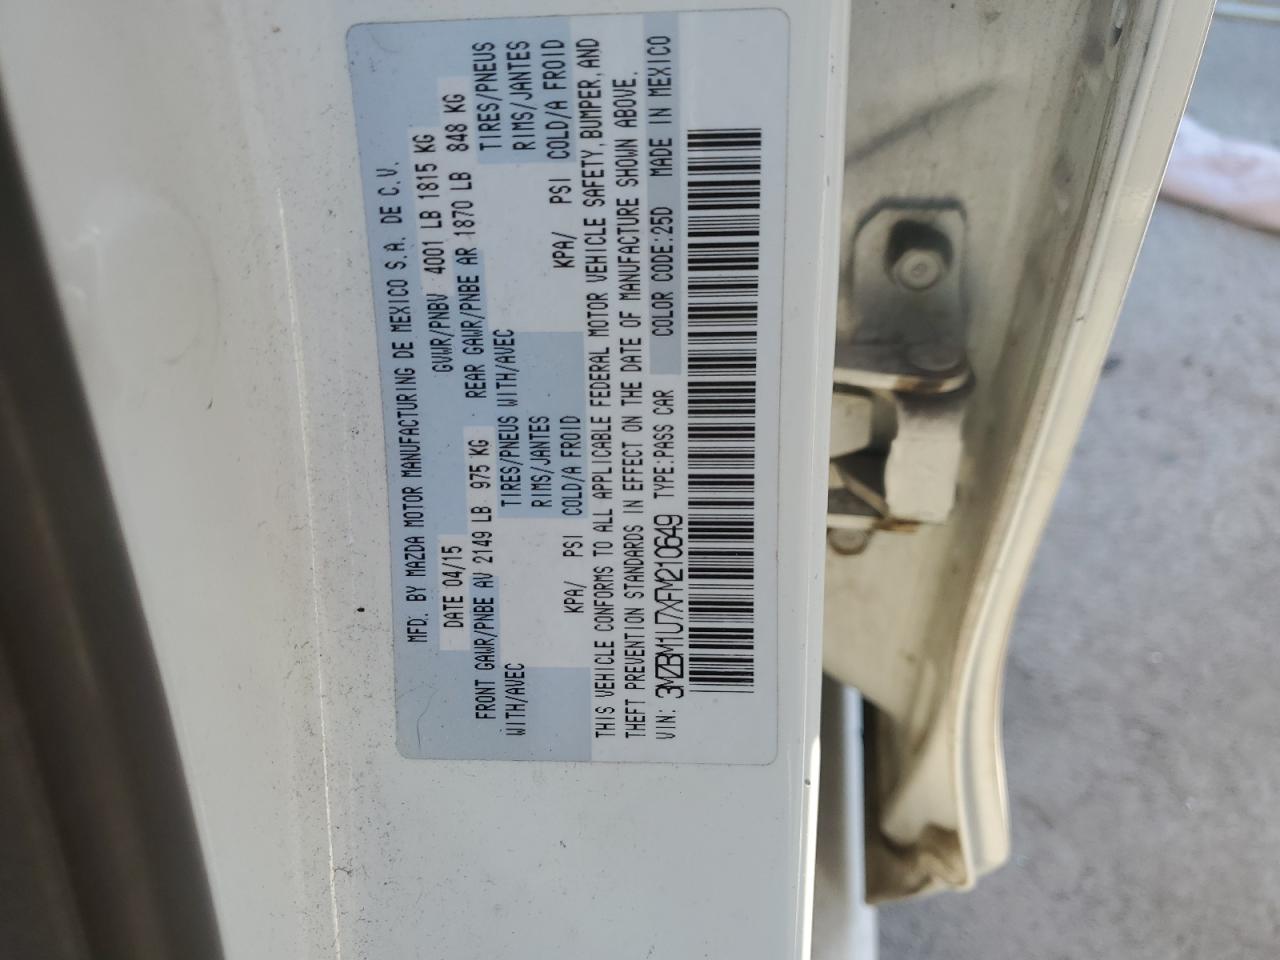 MFD. BY MAZDA MOTOR MANUFACTURING DE MEXICO S.A. DE C.V.
DATE 04/15 GVWR/PNBV 4001 LB 1815 KG
FRONT GAWR/PNBE AV 2149 LB 975 KG REAR GAWR/PNBE AR 1870 LB 848 KG
WITH/AVEC TIRES/PNEUS WITH/AVEC TIRES/PNEUS
RIMS/JANTES RIMS/JANTES
KPA/ PSI COLD/A FROID KPA/ PSI COLD/A FROID
THIS VEHICLE CONFORMS TO ALL APPLICABLE FEDERAL MOTOR VEHICLE SAFETY, BUMPER, AND
THEFT PREVENTION STANDARDS IN EFFECT ON THE DATE OF MANUFACTURE SHOWN ABOVE.
VIN: 3MZBM1U7XFM210649 TYPE:PASS CAR COLOR CODE:25D MADE IN MEXICO